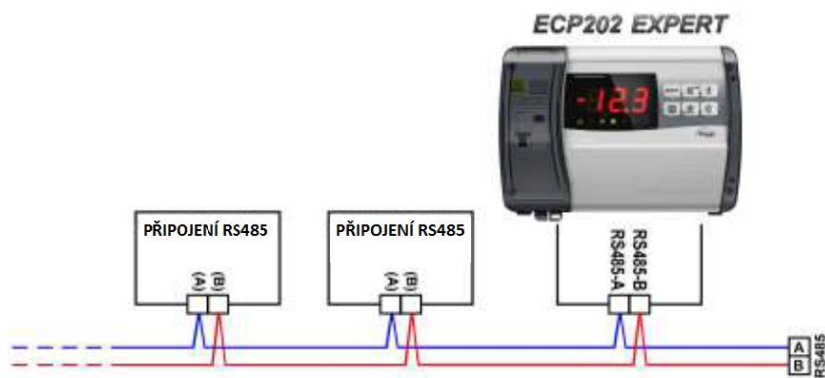 ECP202 EXPERT
-12.3
PŘIPOJENÍ RS485
(A)
(B)
PŘIPOJENÍ RS485
(A)
(B)
RS485-A
RS485-B
A
B
RS485